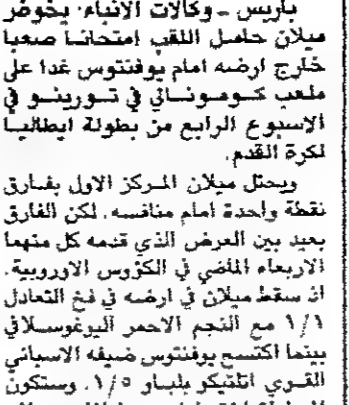 باريس - وكالات الانباء: يخوض
ميلان حامل اللقب إمتحاناً صعبا
خارج ارضه امام يوفنتوس غدا على
ملعب كومونالي في تورينو في
الاسبوع الرابع من بطولة ايطاليا
لكرة القدم.
ويحتل ميلان المركز الاول بفارق
نقطة واحدة امام منافسه. لكن الفارق
بعيد بين العرض الذي قدمه كل منهما
الاربعاء الماضي في الكؤوس الاوروبية.
اذ سقط ميلان في ارضه في فخ التعادل
١/١ مع النجم الاحمر اليوغوسلافي
بينما اكتسح يوفنتوس ضيفه الاسباني
القوي اتلتيكو بلباو ٥/١. وستكون